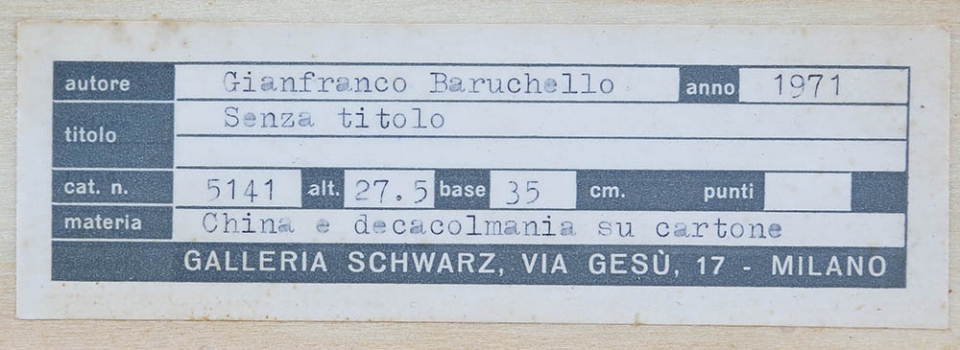 autore Gianfranco Baruchello anno 1971
titolo Senza titolo
cat. n. 5141 alt. 27.5 base 35 cm. punti
materia China e decacolmania su cartone
GALLERIA SCHWARZ, VIA GESÙ, 17 - MILANO